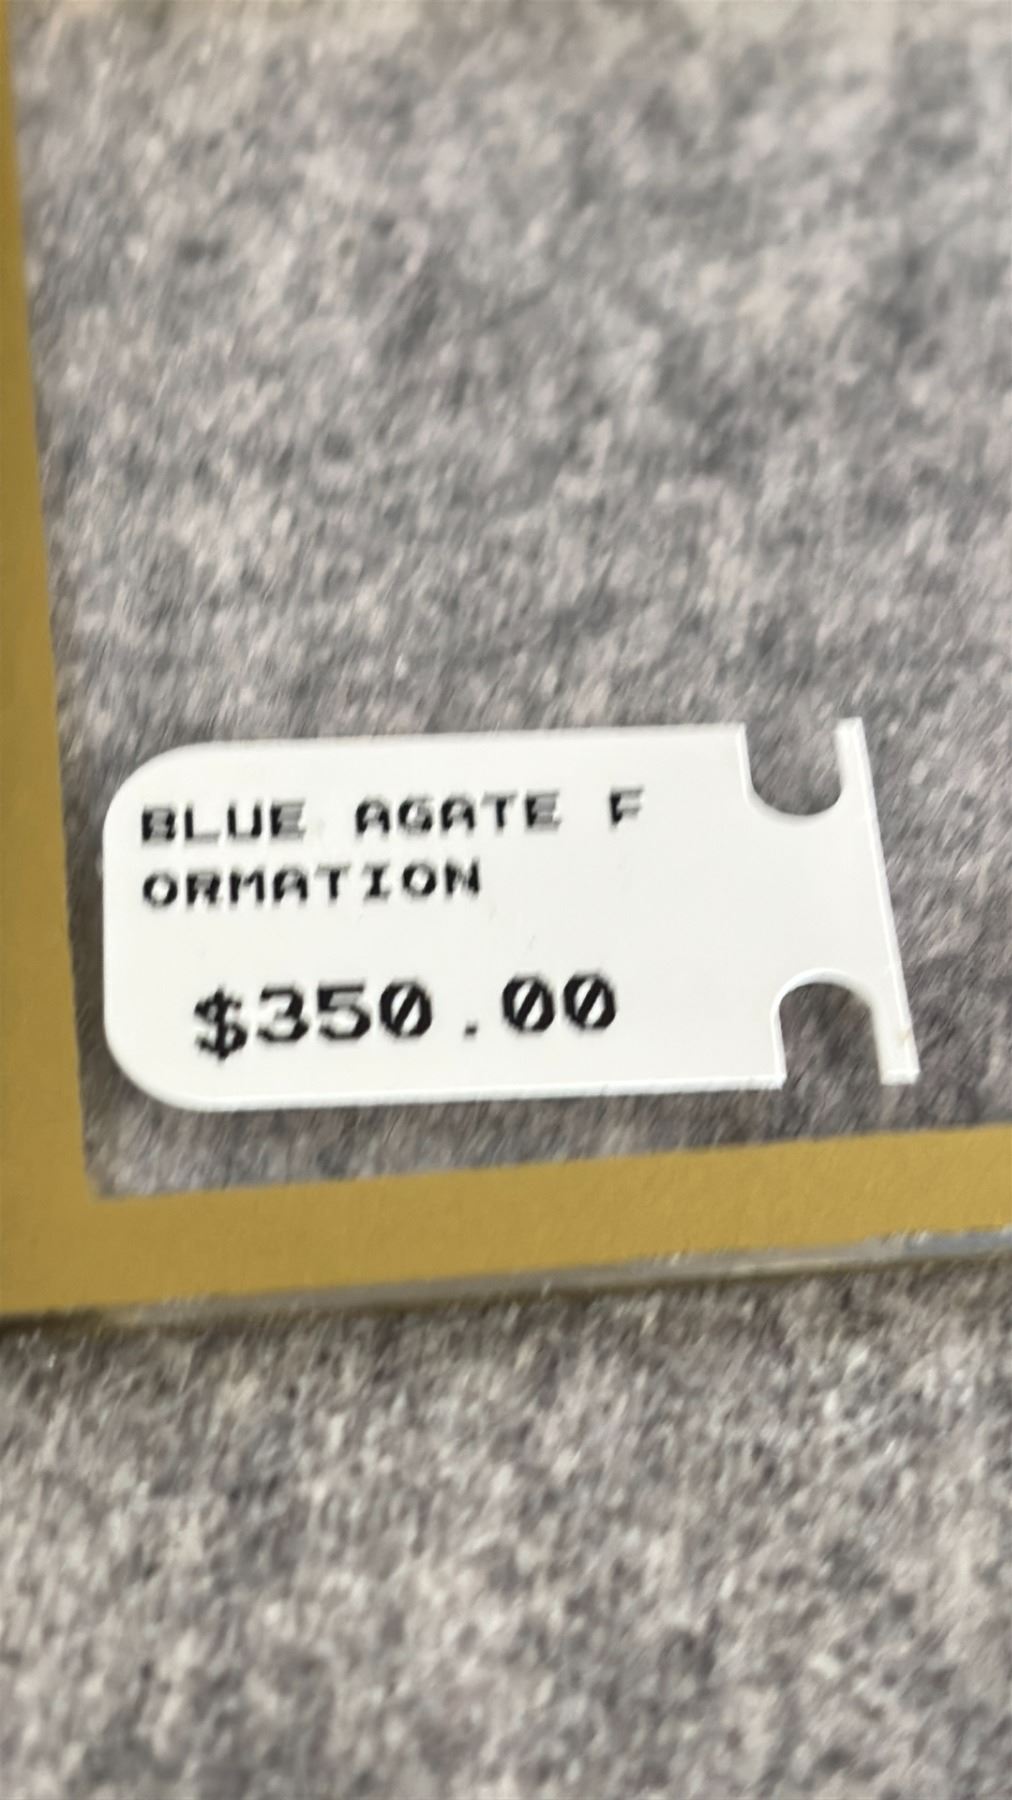 BLUE AGATE F
ORMATION
$350.00